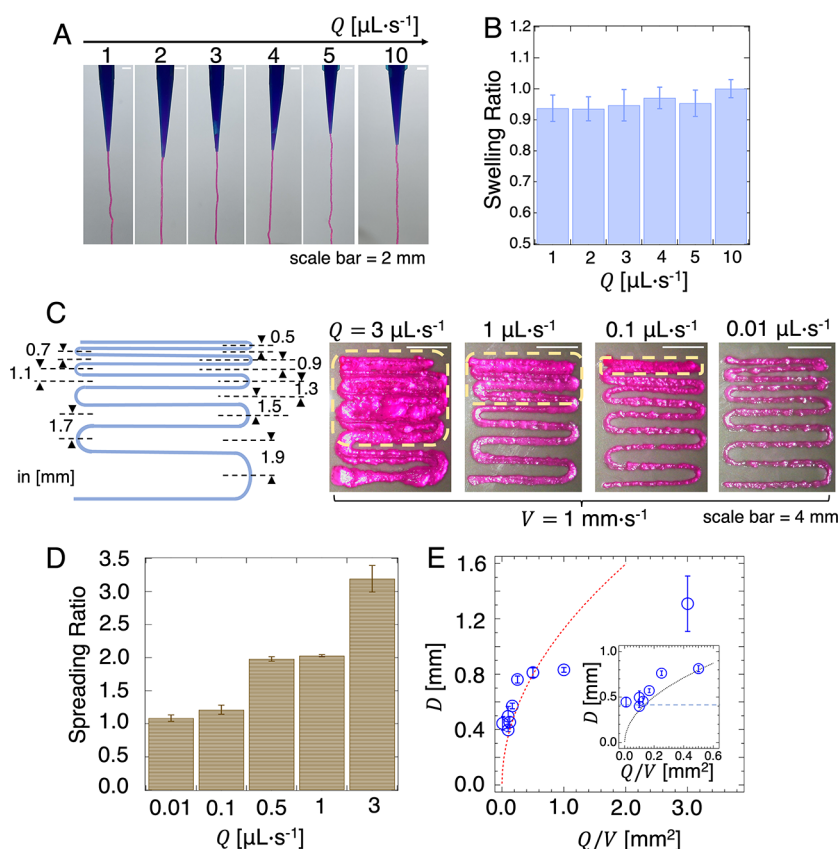 A
Q [μL·s⁻¹]
1 2 3 4 5 10
scale bar = 2 mm
B
Swelling Ratio
1.2
1.1
1.0
0.9
0.8
0.7
0.6
0.5
1 2 3 4 5 10
Q [μL·s⁻¹]
C
0.5
0.7
0.9
1.1
1.3
1.5
1.7
1.9
in [mm]
Q = 3 μL·s⁻¹ 1 μL·s⁻¹ 0.1 μL·s⁻¹ 0.01 μL·s⁻¹
V = 1 mm·s⁻¹
scale bar = 4 mm
D
Spreading Ratio
3.5
3.0
2.5
2.0
1.5
1.0
0.5
0.0
0.01 0.1 0.5 1 3
Q [μL·s⁻¹]
E
D [mm]
1.6
1.2
0.8
0.4
0.0
0.0 1.0 2.0 3.0
Q/V [mm²]
D [mm]
1.0
0.5
0.0
0.0 0.2 0.4 0.6
Q/V [mm²]